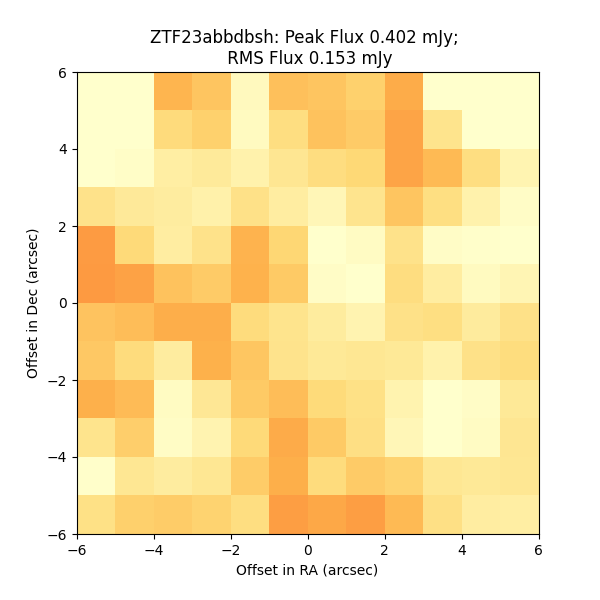 ZTF23abbdbsh: Peak Flux 0.402 mJy;
RMS Flux 0.153 mJy
6
4
2
0
−2
−4
−6
Offset in Dec (arcsec)
−6 −4 −2 0 2 4 6
Offset in RA (arcsec)